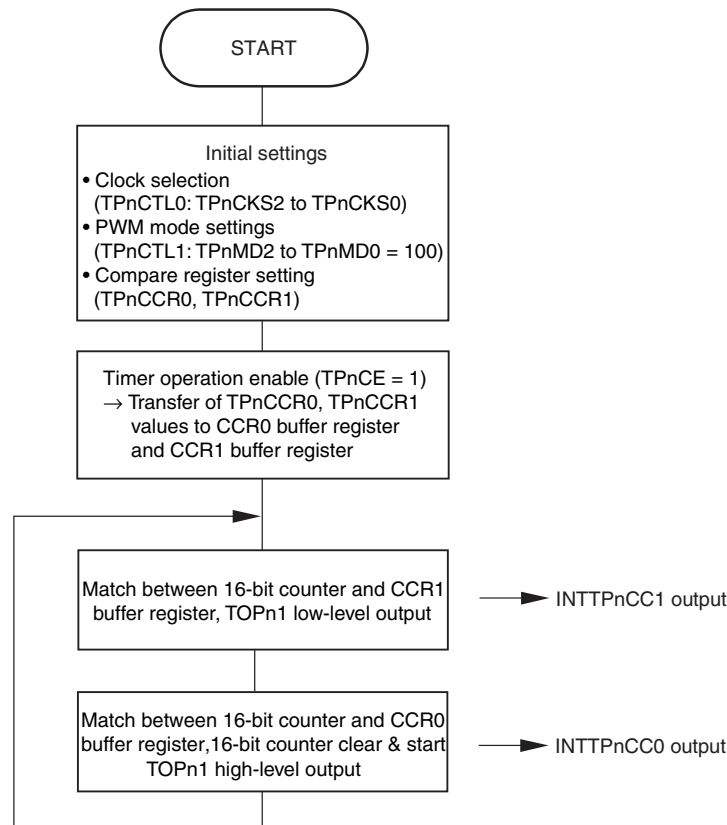 START
Initial settings
• Clock selection
(TPnCTL0: TPnCKS2 to TPnCKS0)
• PWM mode settings
(TPnCTL1: TPnMD2 to TPnMD0 = 100)
• Compare register setting
(TPnCCR0, TPnCCR1)
Timer operation enable (TPnCE = 1)
→ Transfer of TPnCCR0, TPnCCR1
values to CCR0 buffer register
and CCR1 buffer register
Match between 16-bit counter and CCR1
buffer register, TOPn1 low-level output
INTTPnCC1 output
Match between 16-bit counter and CCR0
buffer register,16-bit counter clear & start
TOPn1 high-level output
INTTPnCC0 output